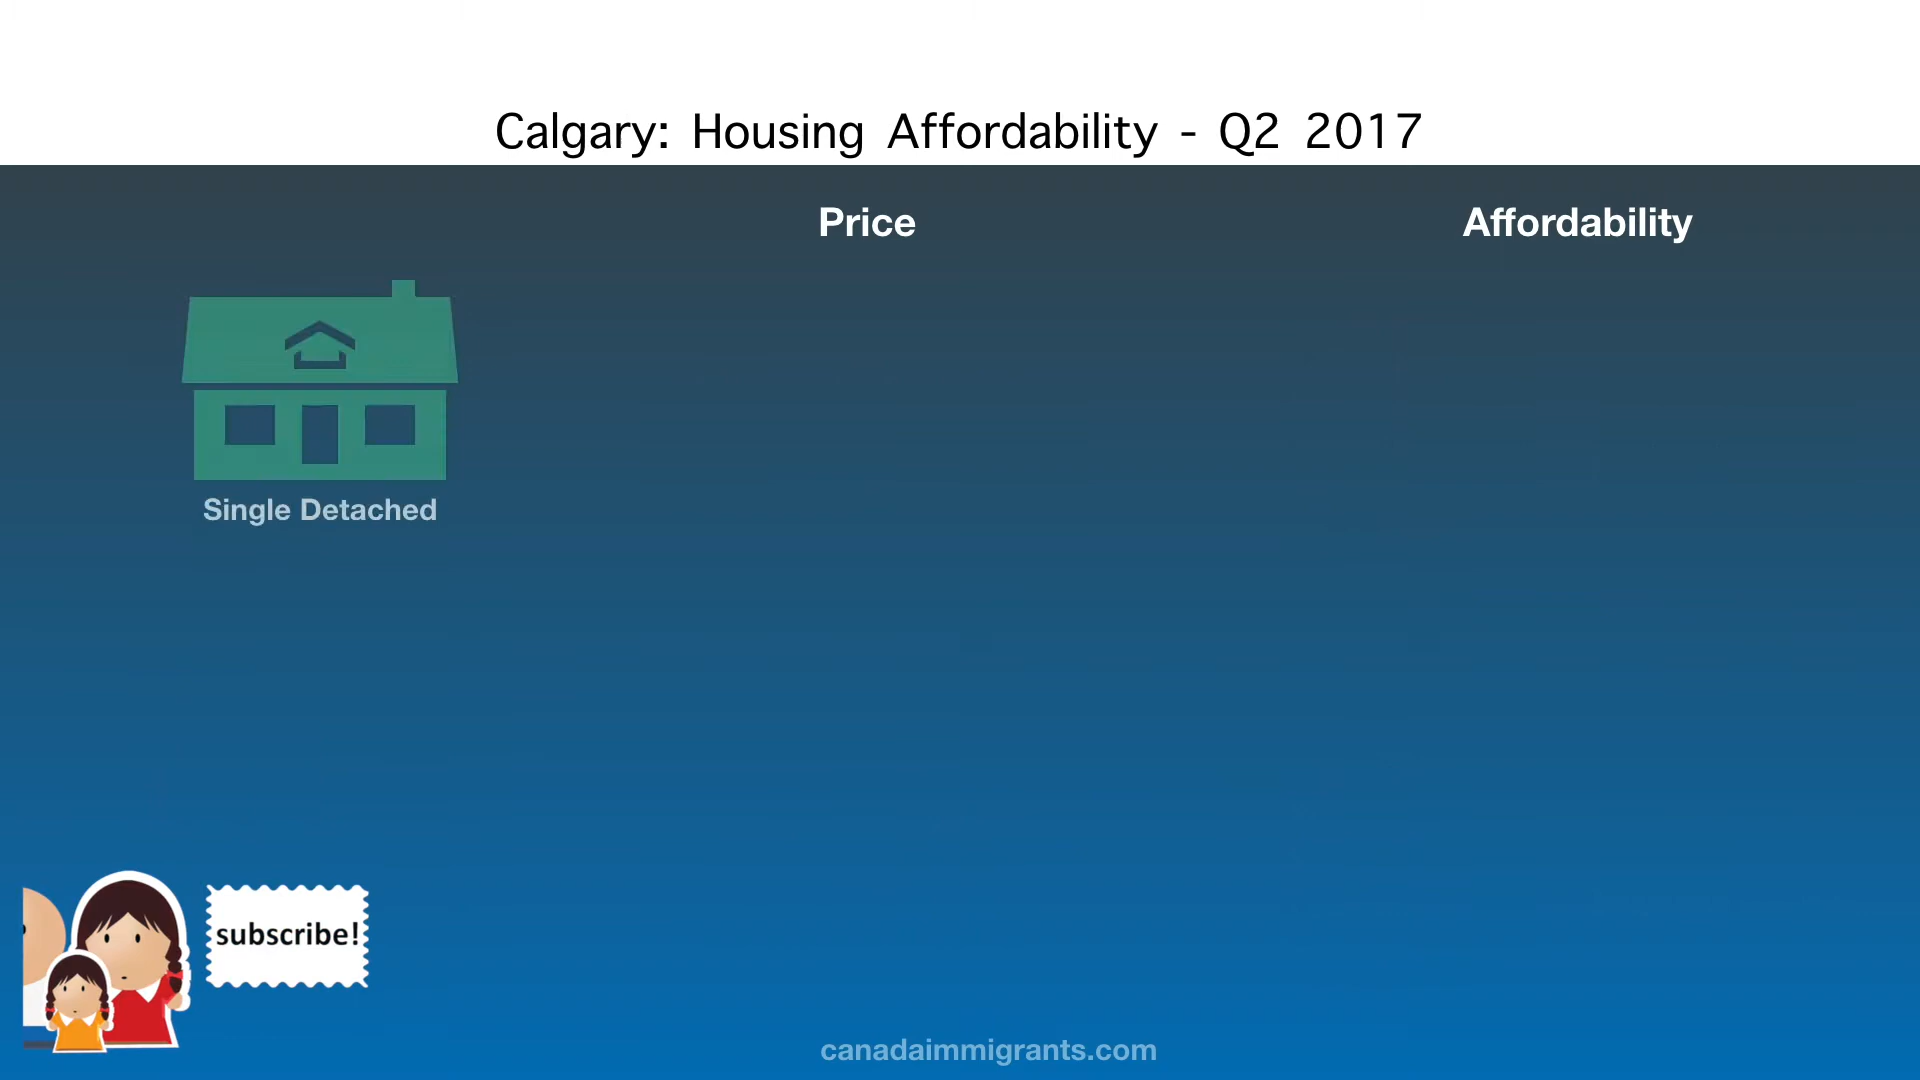 Calgary: Housing Affordability - Q2 2017
Price
Affordability
Single Detached
subscribe!
canadaimmigrants.com